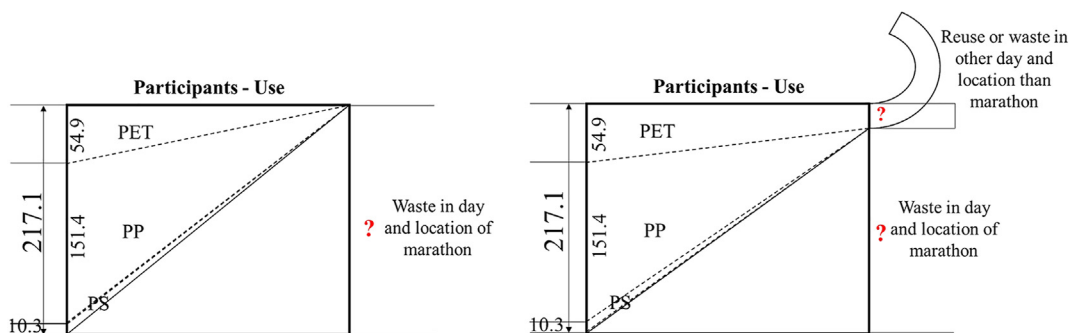 Participants - Use
54.9
PET
217.1
151.4
PP
PS
10.3
? Waste in day
and location of
marathon
Participants - Use
Reuse or waste in
other day and
location than
marathon
?
54.9
PET
217.1
151.4
PP
PS
10.3
? Waste in day
and location of
marathon